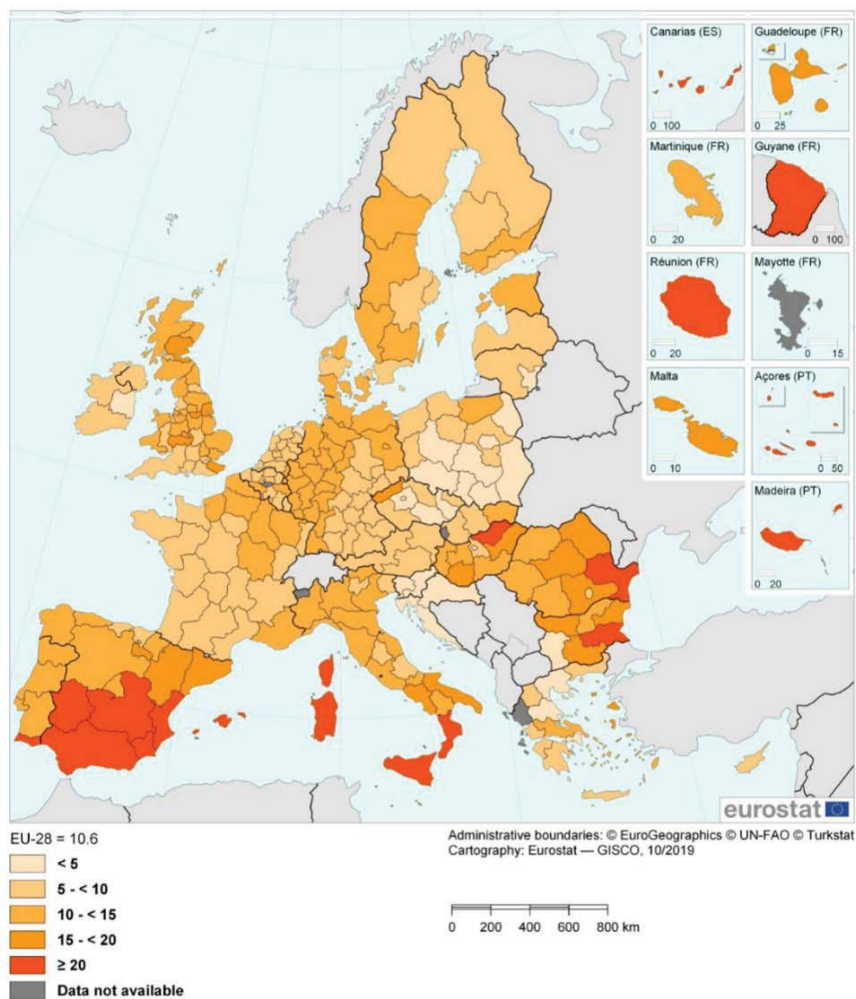 Canarias (ES)
0 100
Guadeloupe (FR)
0 25
Martinique (FR)
0 20
Guyane (FR)
0 100
Réunion (FR)
0 20
Mayotte (FR)
0 15
Malta
0 10
Açores (PT)
0 50
Madeira (PT)
0 20
eurostat
EU-28 = 10.6
< 5
5 - < 10
10 - < 15
15 - < 20
≥ 20
Data not available
Administrative boundaries: © EuroGeographics © UN-FAO © Turkstat
Cartography: Eurostat — GISCO, 10/2019
0 200 400 600 800 km